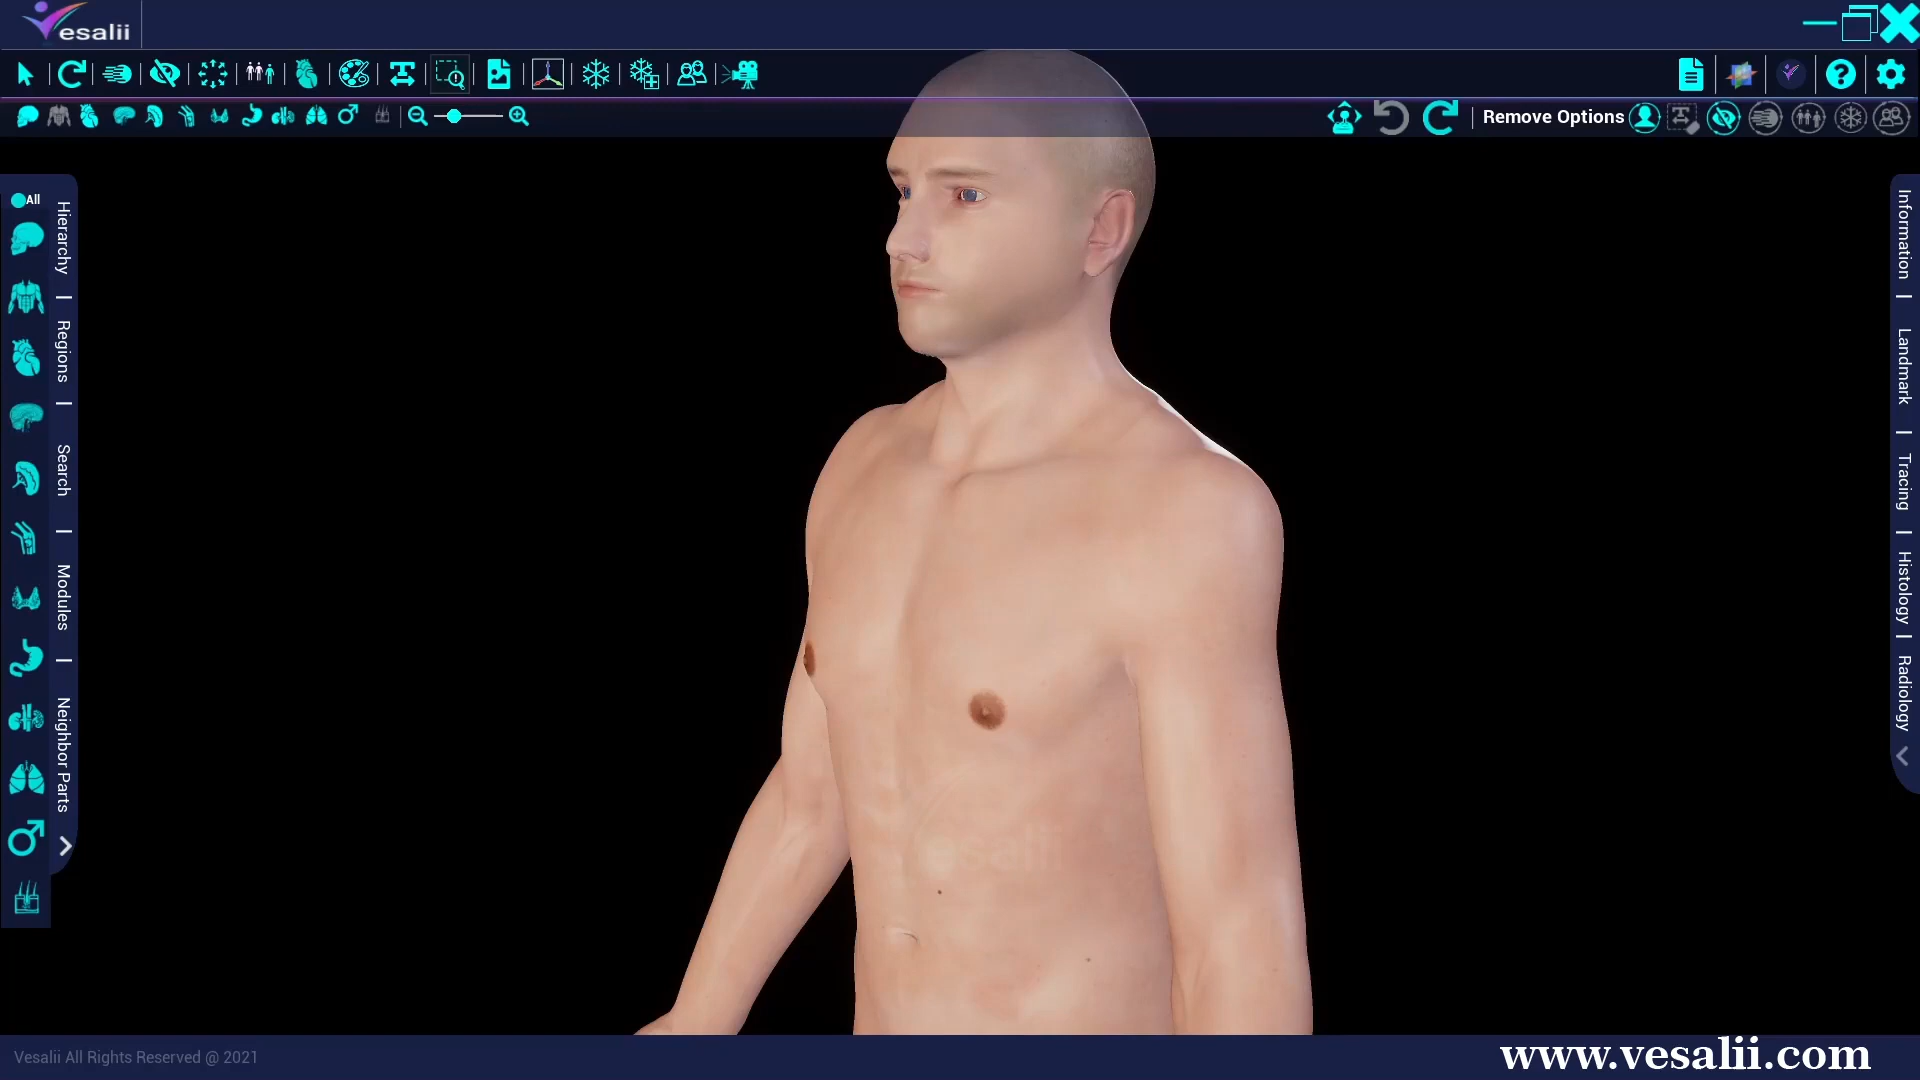 esalii
Remove Options
All
Hierarchy
Regions
Search
Modules
Neighbor Parts
Information
Landmark
Tracing
Histology
Radiology
esalii
Vesalii All Rights Reserved @ 2021
www.vesalii.com